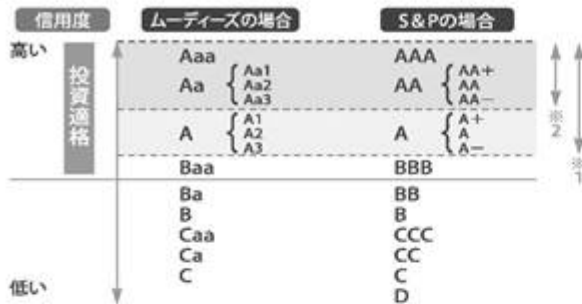 信用度 ムーディーズの場合 S&Pの場合
高い
投資適格
Aaa AAA
Aa { Aa1 Aa2 Aa3 AA { AA+ AA AA−
A { A1 A2 A3 A { A+ A A−
Baa BBB
Ba BB
B B
Caa CCC
Ca CC
C C
低い D
※2
※1